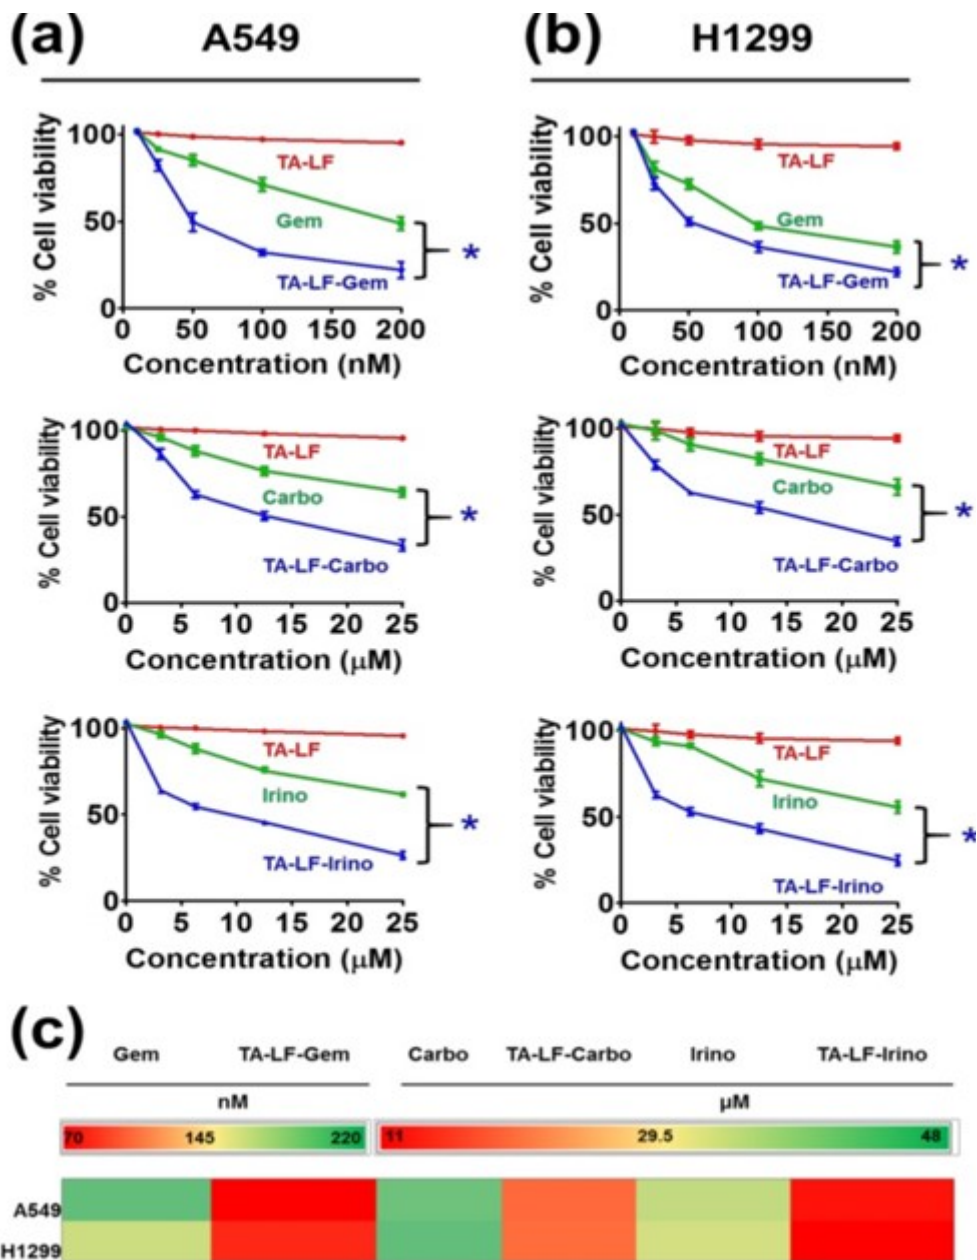 (a) A549
% Cell viability
100
50
0
TA-LF
Gem
TA-LF-Gem
*
0 50 100 150 200
Concentration (nM)
% Cell viability
100
50
0
TA-LF
Carbo
TA-LF-Carbo
*
0 5 10 15 20 25
Concentration (μM)
% Cell viability
100
50
0
TA-LF
Irino
TA-LF-Irino
*
0 5 10 15 20 25
Concentration (μM)
(b) H1299
% Cell viability
100
50
0
TA-LF
Gem
TA-LF-Gem
*
0 50 100 150 200
Concentration (nM)
% Cell viability
100
50
0
TA-LF
Carbo
TA-LF-Carbo
*
0 5 10 15 20 25
Concentration (μM)
% Cell viability
100
50
0
TA-LF
Irino
TA-LF-Irino
*
0 5 10 15 20 25
Concentration (μM)
(c)
Gem TA-LF-Gem Carbo TA-LF-Carbo Irino TA-LF-Irino
nM μM
70 145 220 11 29.5 48
A549
H1299